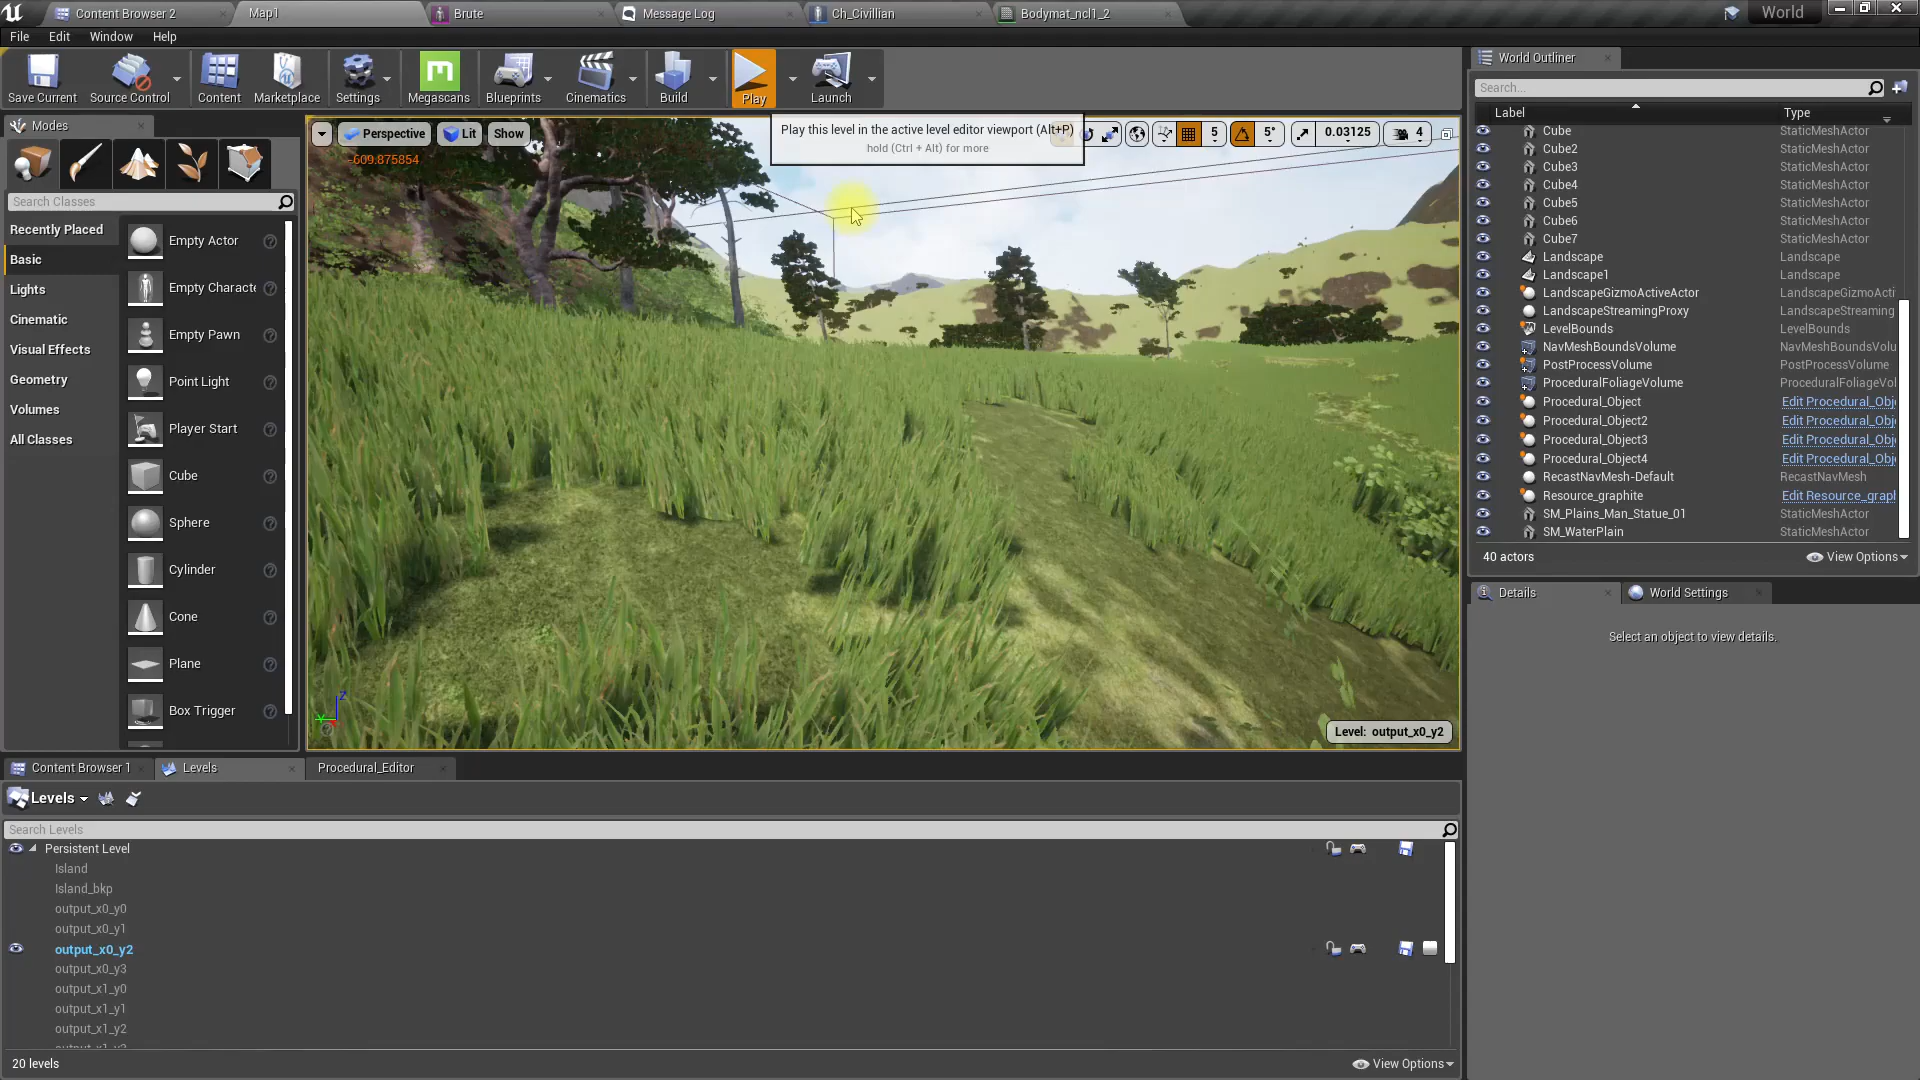 Content Browser 2
Map1
Brute
Message Log
Ch_Civillian
Bodymat_ncl1_2
World
File Edit Window Help
Save Current
Source Control
Content
Marketplace
Settings
Megascans
Blueprints
Cinematics
Build
Play
Launch
Modes
Search Classes
Recently Placed
Basic
Lights
Cinematic
Visual Effects
Geometry
Volumes
All Classes
Empty Actor
Empty Characte
Empty Pawn
Point Light
Player Start
Cube
Sphere
Cylinder
Cone
Plane
Box Trigger
Perspective
Lit
Show
-609.875854
Play this level in the active level editor viewport (Alt+P)
hold (Ctrl + Alt) for more
5
5°
0.03125
4
Z
Y
Level: output_x0_y2
World Outliner
Search...
Label Type
Cube StaticMeshActor
Cube2 StaticMeshActor
Cube3 StaticMeshActor
Cube4 StaticMeshActor
Cube5 StaticMeshActor
Cube6 StaticMeshActor
Cube7 StaticMeshActor
Landscape Landscape
Landscape1 Landscape
LandscapeGizmoActiveActor LandscapeGizmoActi
LandscapeStreamingProxy LandscapeStreaming
LevelBounds LevelBounds
NavMeshBoundsVolume NavMeshBoundsVolu
PostProcessVolume PostProcessVolume
ProceduralFoliageVolume ProceduralFoliageVol
Procedural_Object Edit Procedural_Obj
Procedural_Object2 Edit Procedural_Obj
Procedural_Object3 Edit Procedural_Obj
Procedural_Object4 Edit Procedural_Obj
RecastNavMesh-Default RecastNavMesh
Resource_graphite Edit Resource_graph
SM_Plains_Man_Statue_01 StaticMeshActor
SM_WaterPlain StaticMeshActor
40 actors
View Options
Details
World Settings
Select an object to view details.
Content Browser 1
Levels
Procedural_Editor
Levels
Search Levels
Persistent Level
Island
Island_bkp
output_x0_y0
output_x0_y1
output_x0_y2
output_x0_y3
output_x1_y0
output_x1_y1
output_x1_y2
20 levels
View Options